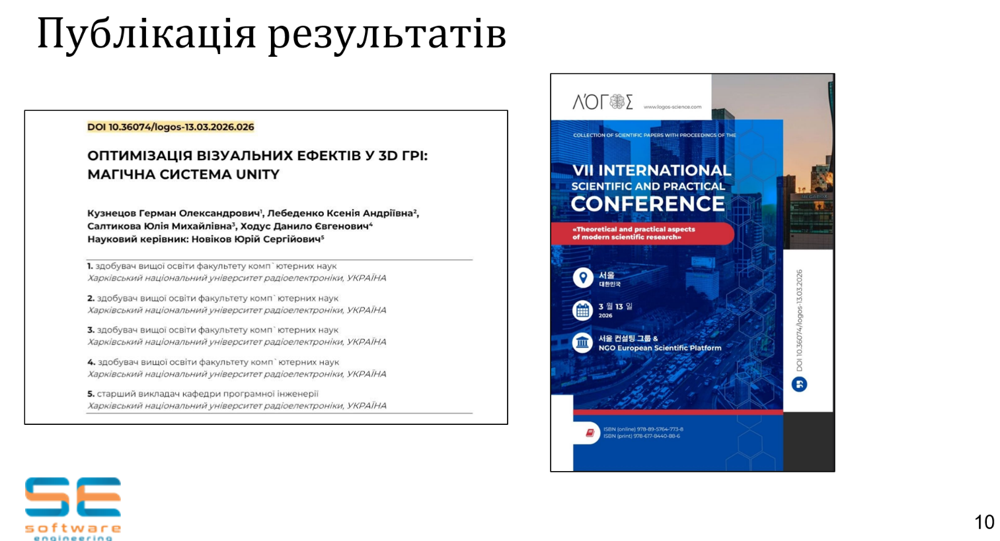 Публікація результатів
DOI 10.36074/logos-13.03.2026.026
ОПТИМІЗАЦІЯ ВІЗУАЛЬНИХ ЕФЕКТІВ У 3D ГРІ:
МАГІЧНА СИСТЕМА UNITY
Кузнецов Герман Олександрович¹, Лебеденко Ксенія Андріївна²,
Салтикова Юлія Михайлівна³, Ходус Данило Євгенович⁴
Науковий керівник: Новіков Юрій Сергійович⁵
1. здобувач вищої освіти факультету комп`ютерних наук
Харківський національний університет радіоелектроніки, УКРАЇНА
2. здобувач вищої освіти факультету комп`ютерних наук
Харківський національний університет радіоелектроніки, УКРАЇНА
3. здобувач вищої освіти факультету комп`ютерних наук
Харківський національний університет радіоелектроніки, УКРАЇНА
4. здобувач вищої освіти факультету комп`ютерних наук
Харківський національний університет радіоелектроніки, УКРАЇНА
5. старший викладач кафедри програмної інженерії
Харківський національний університет радіоелектроніки, УКРАЇНА
ΛΌΓΟΣ
www.logos-science.com
COLLECTION OF SCIENTIFIC PAPERS WITH PROCEEDINGS OF THE
VII INTERNATIONAL
SCIENTIFIC AND PRACTICAL
CONFERENCE
«Theoretical and practical aspects
of modern scientific research»
서울
대한민국
3 월 13 일
2026
서울 컨설팅 그룹 &
NGO European Scientific Platform
MEGABOX
DOI 10.36074/logos-13.03.2026
ISBN (online) 978-89-5764-773-8
ISBN (print) 978-617-8440-88-6
SE
software
engineering
10